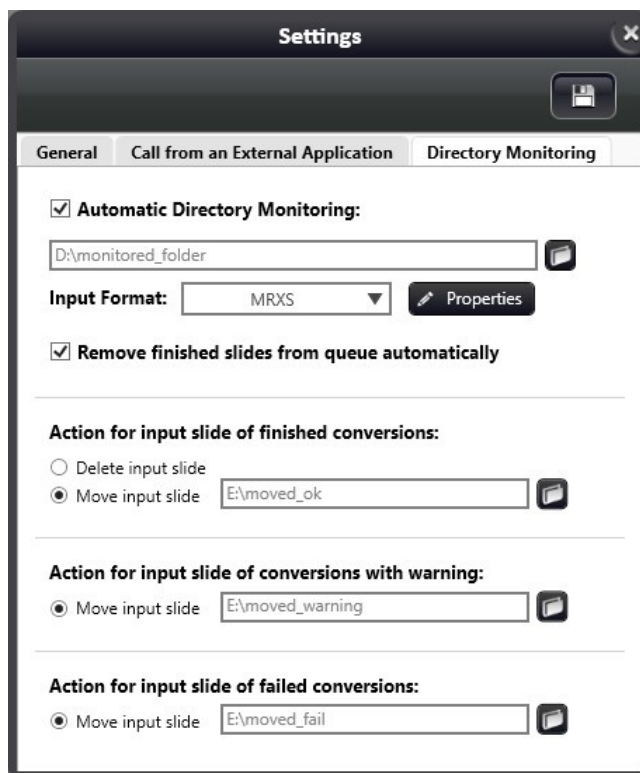 Settings
General Call from an External Application Directory Monitoring
Automatic Directory Monitoring:
D:\monitored_folder
Input Format: MRXS Properties
Remove finished slides from queue automatically
Action for input slide of finished conversions:
Delete input slide
Move input slide E:\moved_ok
Action for input slide of conversions with warning:
Move input slide E:\moved_warning
Action for input slide of failed conversions:
Move input slide E:\moved_fail